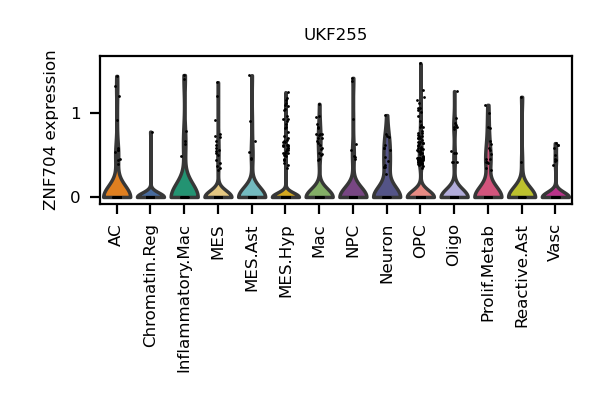 UKF255
ZNF704 expression
1
0
AC
Chromatin.Reg
Inflammatory.Mac
MES
MES.Ast
MES.Hyp
Mac
NPC
Neuron
OPC
Oligo
Prolif.Metab
Reactive.Ast
Vasc